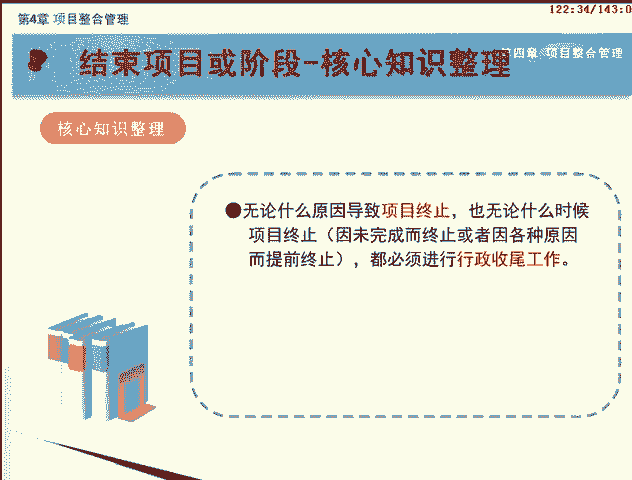 第4章 项目整合管理
122:34/143:0
第四章 项目整合管理
结束项目或阶段-核心知识整理
核心知识整理
●无论什么原因导致项目终止，也无论什么时候
项目终止（因未完成而终止或者因各种原因
而提前终止），都必须进行行政收尾工作。